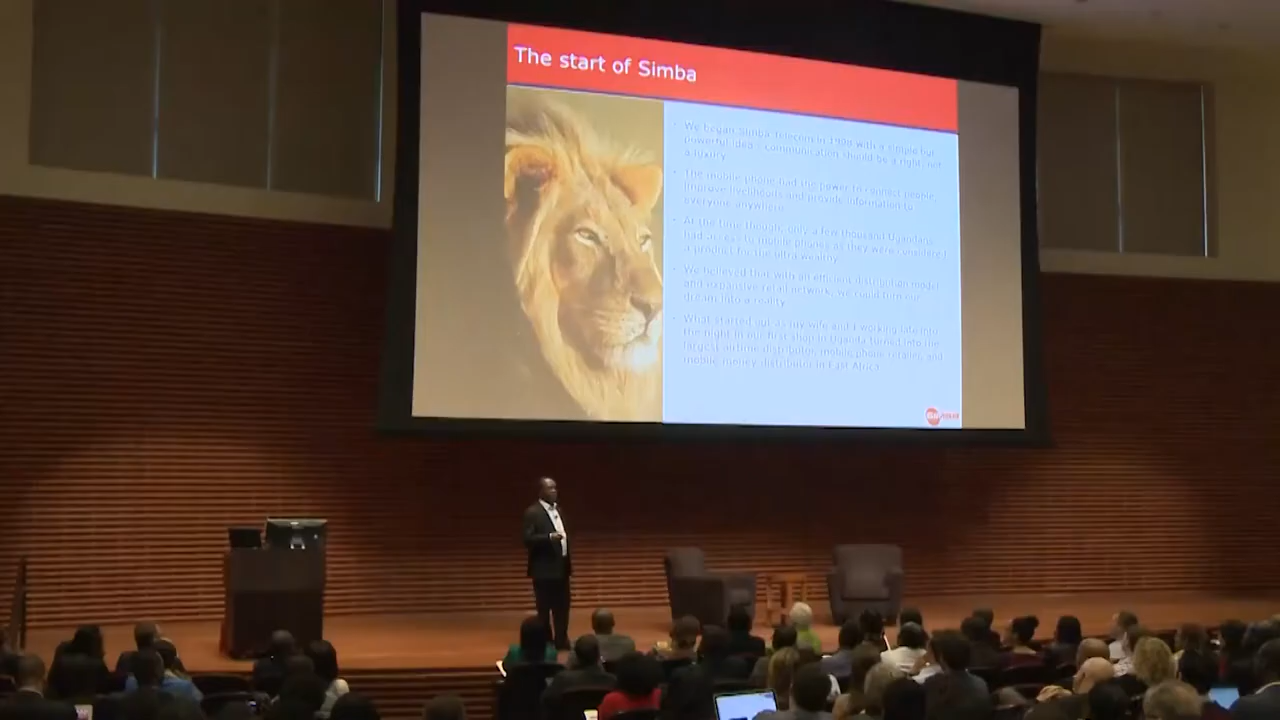 The start of Simba
We began Simba Telecom in 1998 with a simple but
powerful idea – communication should be a right, not
a luxury
The mobile phone had the power to connect people,
improve livelihoods and provide information to
everyone anywhere
At the time though, only a few thousand Ugandans
had access to mobile phones as they were considered
a product for the ultra wealthy
We believed that with an efficient distribution model
and expansive retail network, we could turn our
dream into a reality
What started out as my wife and I working late into
the night in our first shop in Uganda turned into the
largest airtime distributor, mobile phone retailer, and
mobile money distributor in East Africa